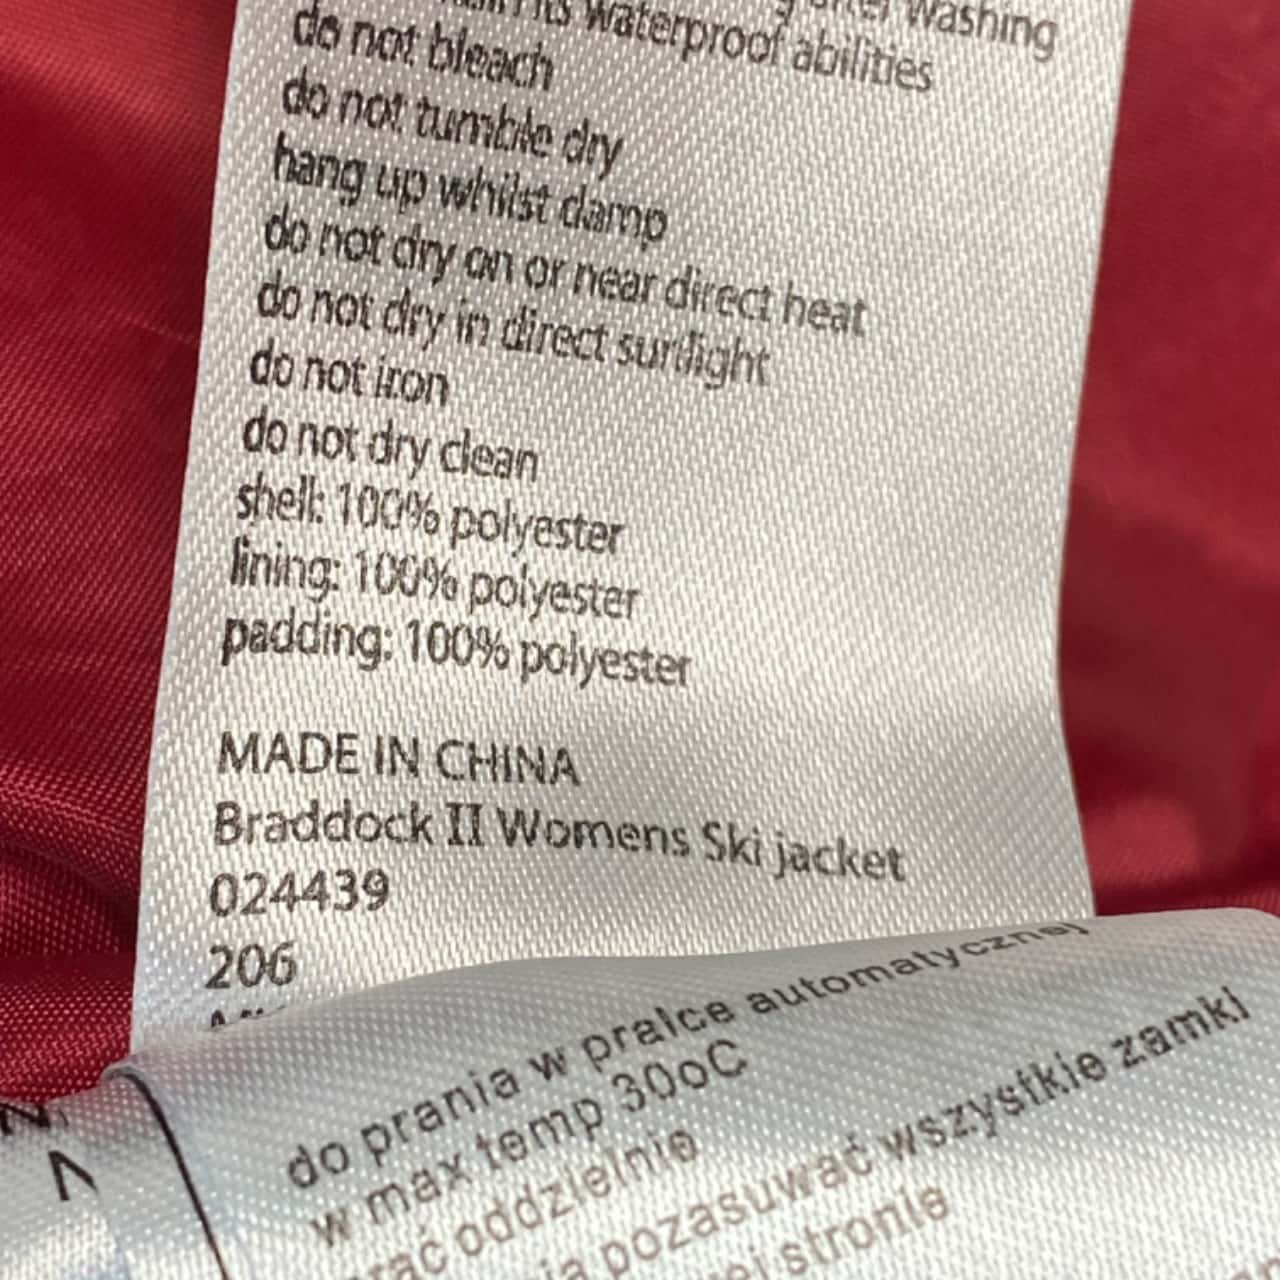 after washing
its waterproof abilities
do not bleach
do not tumble dry
hang up whilst damp
do not dry on or near direct heat
do not dry in direct sunlight
do not iron
do not dry clean
shell: 100% polyester
lining: 100% polyester
padding: 100% polyester
MADE IN CHINA
Braddock II Womens Ski jacket
024439
206
do prania w pralce automatycznej
w max temp 30oC
oddzielnie
pozasuwać wszystkie zamki
stronie